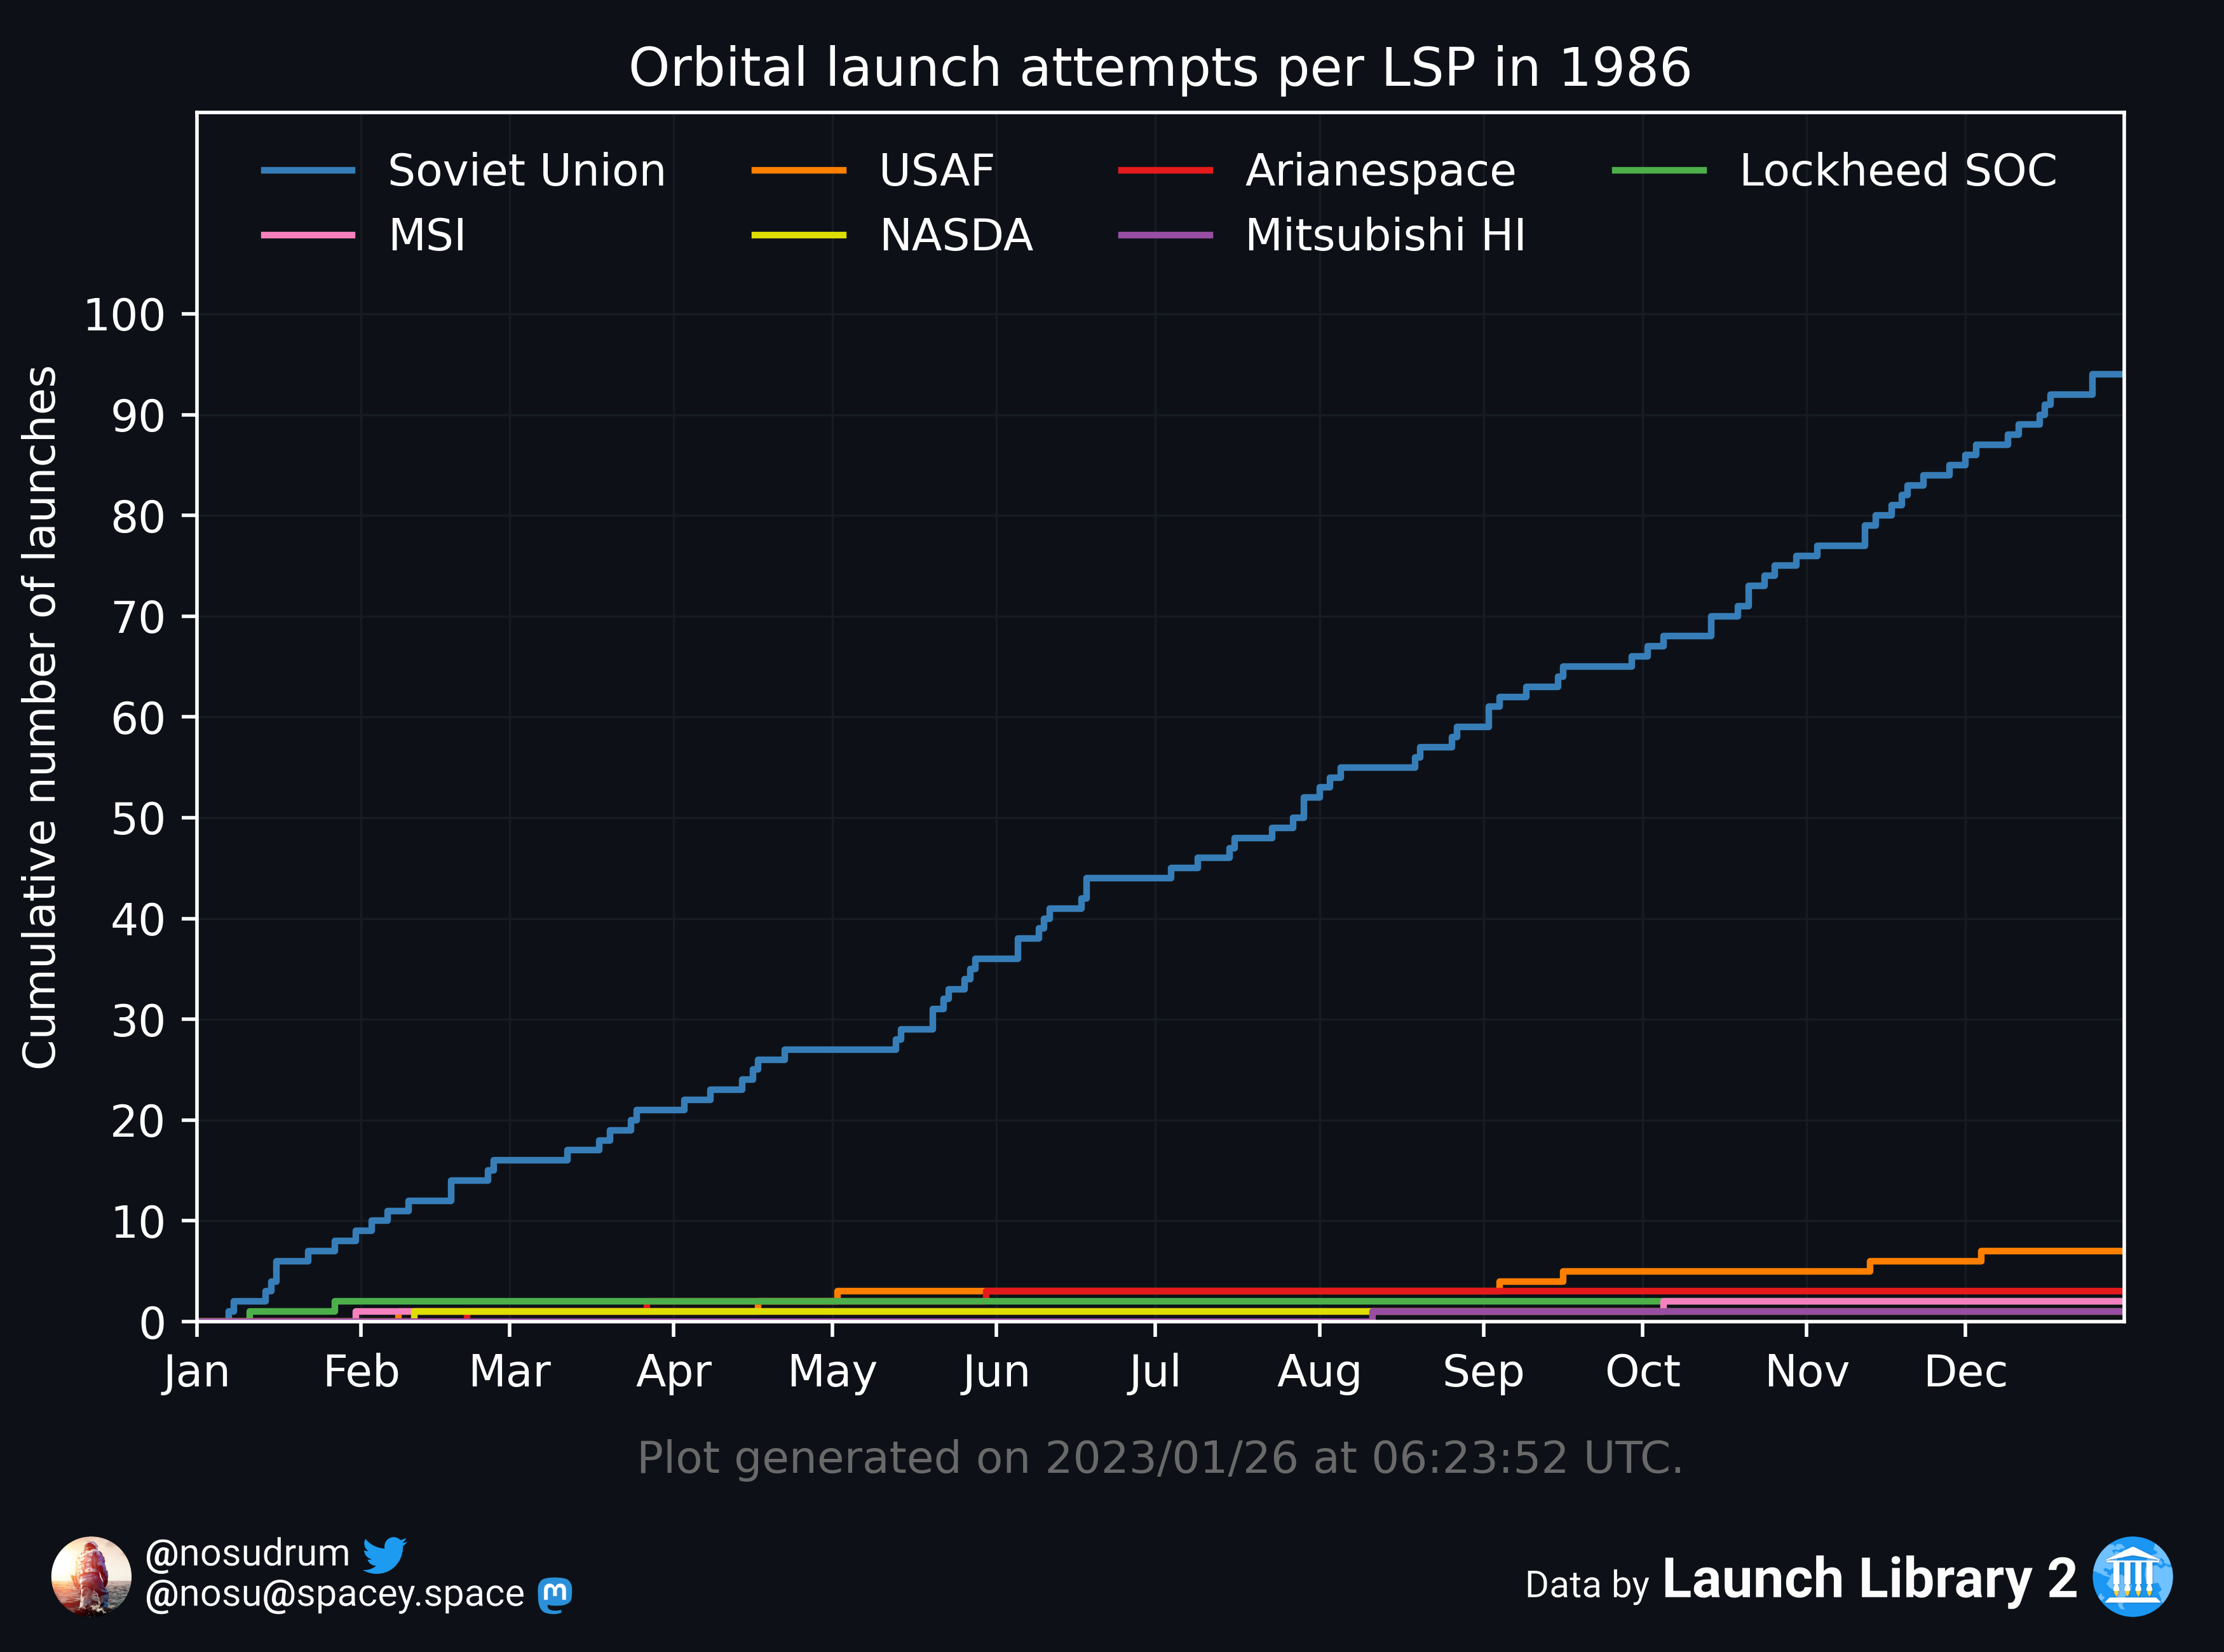 Orbital launch attempts per LSP in 1986
Soviet Union USAF Arianespace Lockheed SOC
MSI NASDA Mitsubishi HI
Cumulative number of launches
100
90
80
70
60
50
40
30
20
10
0
Jan Feb Mar Apr May Jun Jul Aug Sep Oct Nov Dec
Plot generated on 2023/01/26 at 06:23:52 UTC.
@nosudrum
@nosu@spacey.space
Data by Launch Library 2